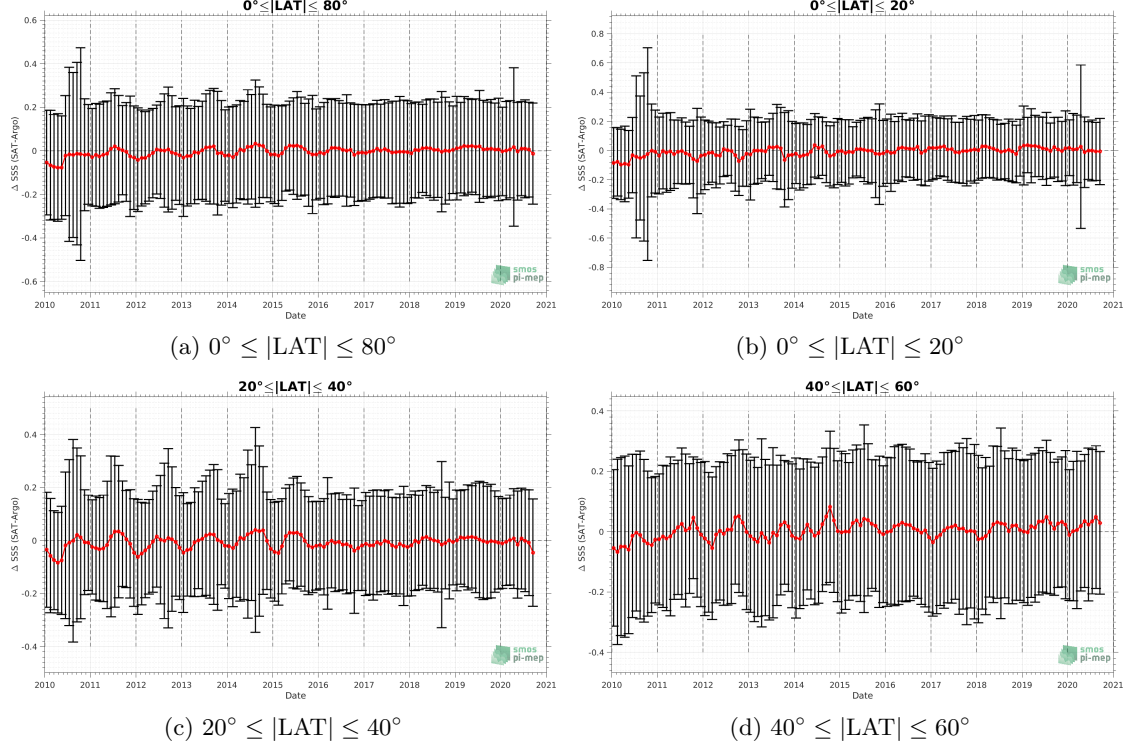 0°≤|LAT|≤ 80°
0.6
0.4
0.2
0
-0.2
-0.4
-0.6
Δ SSS (SAT-Argo)
2010 2011 2012 2013 2014 2015 2016 2017 2018 2019 2020 2021
Date
smos
pi-mep
(a) 0° ≤ |LAT| ≤ 80°
0°≤|LAT|≤ 20°
0.8
0.6
0.4
0.2
0
-0.2
-0.4
-0.6
-0.8
Δ SSS (SAT-Argo)
2010 2011 2012 2013 2014 2015 2016 2017 2018 2019 2020 2021
Date
smos
pi-mep
(b) 0° ≤ |LAT| ≤ 20°
20°≤|LAT|≤ 40°
0.4
0.2
0
-0.2
-0.4
Δ SSS (SAT-Argo)
2010 2011 2012 2013 2014 2015 2016 2017 2018 2019 2020 2021
Date
smos
pi-mep
(c) 20° ≤ |LAT| ≤ 40°
40°≤|LAT|≤ 60°
0.4
0.2
0
-0.2
-0.4
Δ SSS (SAT-Argo)
2010 2011 2012 2013 2014 2015 2016 2017 2018 2019 2020 2021
Date
smos
pi-mep
(d) 40° ≤ |LAT| ≤ 60°